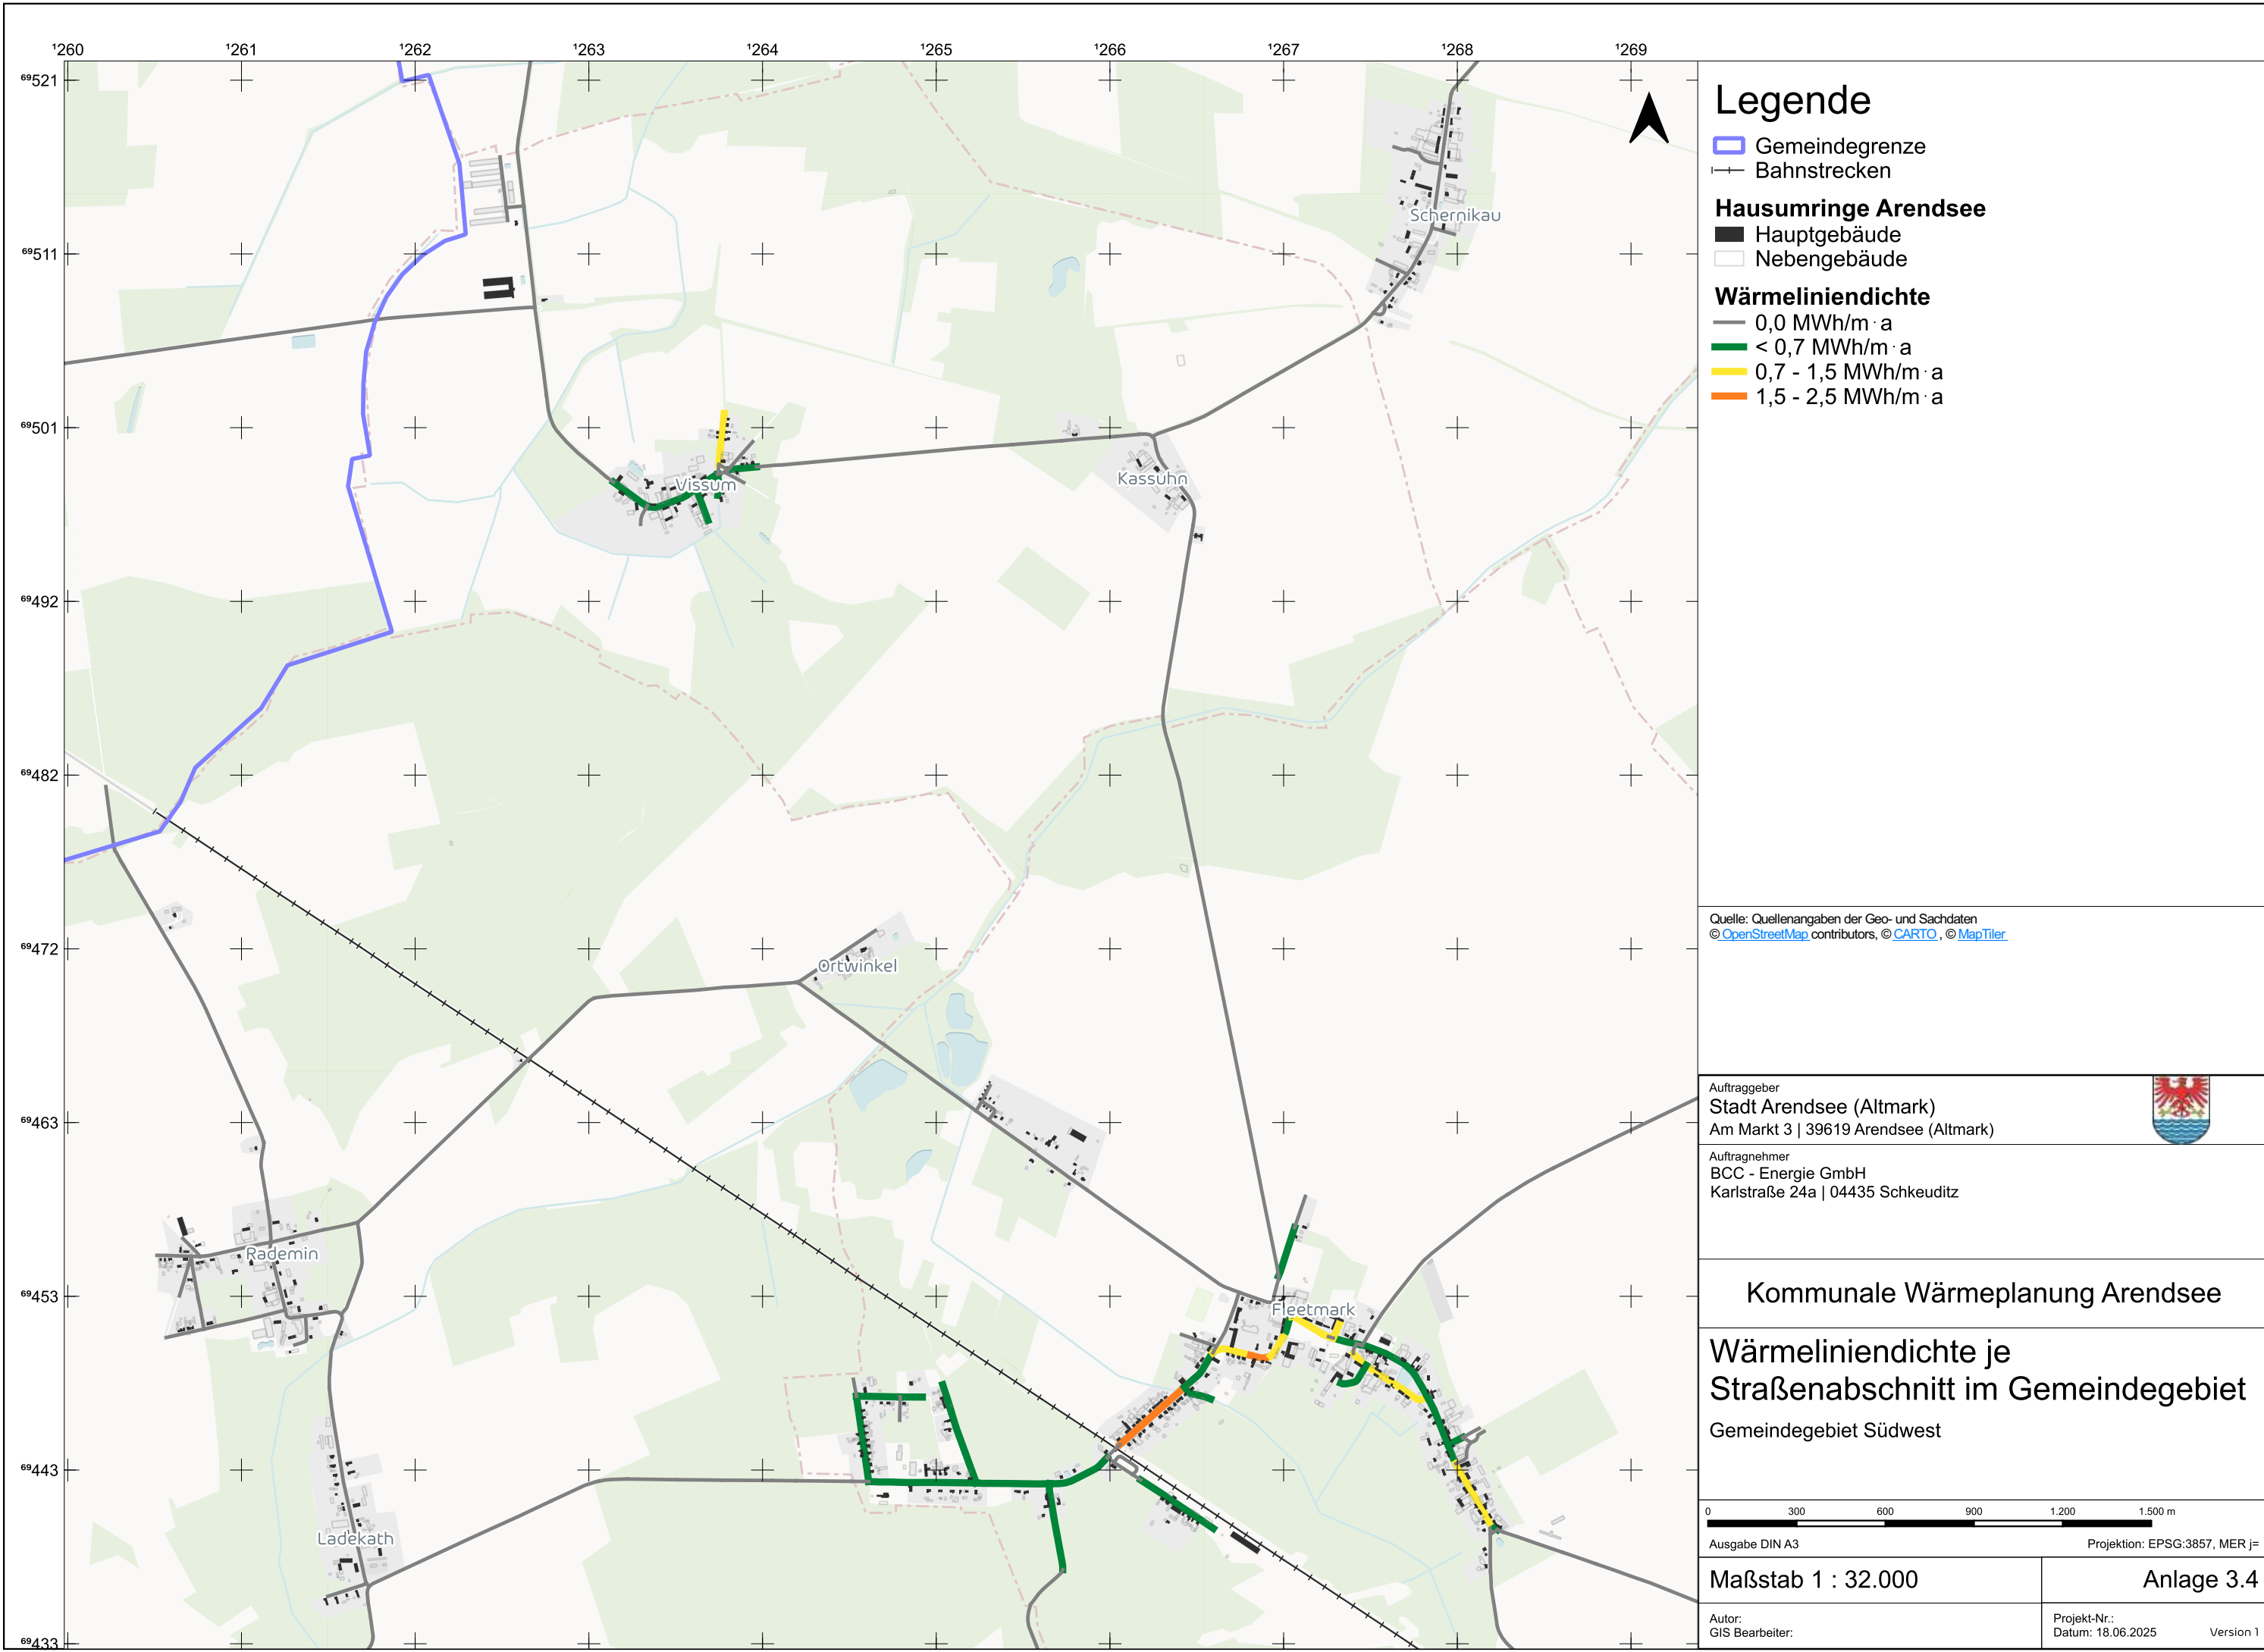 ¹260 ¹261 ¹262 ¹263 ¹264 ¹265 ¹266 ¹267 ¹268 ¹269
⁶⁹521
⁶⁹511
⁶⁹501
⁶⁹492
⁶⁹482
⁶⁹472
⁶⁹463
⁶⁹453
⁶⁹443
⁶⁹433
Schernikau
Vissum
Kassuhn
Ortwinkel
Rademin
Fleetmark
Ladekath
Legende
Gemeindegrenze
Bahnstrecken
Hausumringe Arendsee
Hauptgebäude
Nebengebäude
Wärmeliniendichte
0,0 MWh/m·a
< 0,7 MWh/m·a
0,7 - 1,5 MWh/m·a
1,5 - 2,5 MWh/m·a
Quelle: Quellenangaben der Geo- und Sachdaten
© OpenStreetMap contributors, © CARTO , © MapTiler
Auftraggeber
Stadt Arendsee (Altmark)
Am Markt 3 | 39619 Arendsee (Altmark)
Auftragnehmer
BCC - Energie GmbH
Karlstraße 24a | 04435 Schkeuditz
Kommunale Wärmeplanung Arendsee
Wärmeliniendichte je
Straßenabschnitt im Gemeindegebiet
Gemeindegebiet Südwest
0 300 600 900 1.200 1.500 m
Ausgabe DIN A3 Projektion: EPSG:3857, MER j=
Maßstab 1 : 32.000 Anlage 3.4
Autor:
GIS Bearbeiter:
Projekt-Nr.:
Datum: 18.06.2025 Version 1